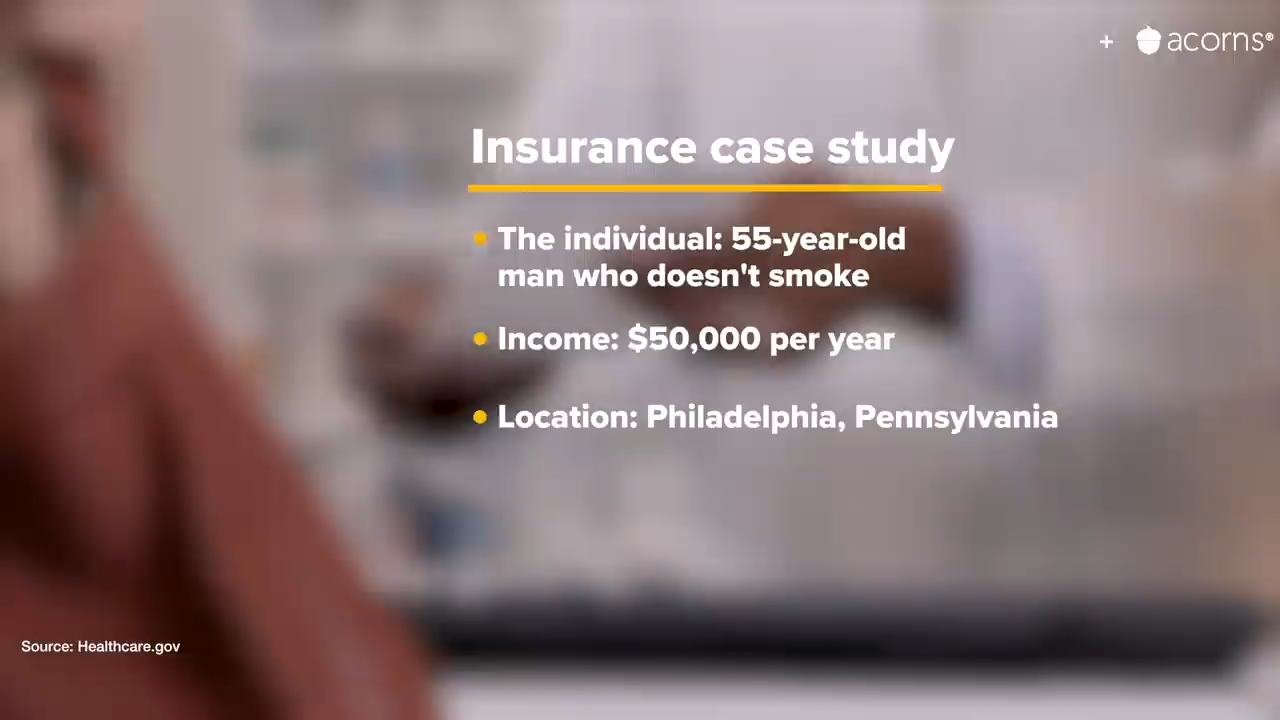 + acorns®
Insurance case study
The individual: 55-year-old
man who doesn't smoke
Income: $50,000 per year
Location: Philadelphia, Pennsylvania
Source: Healthcare.gov